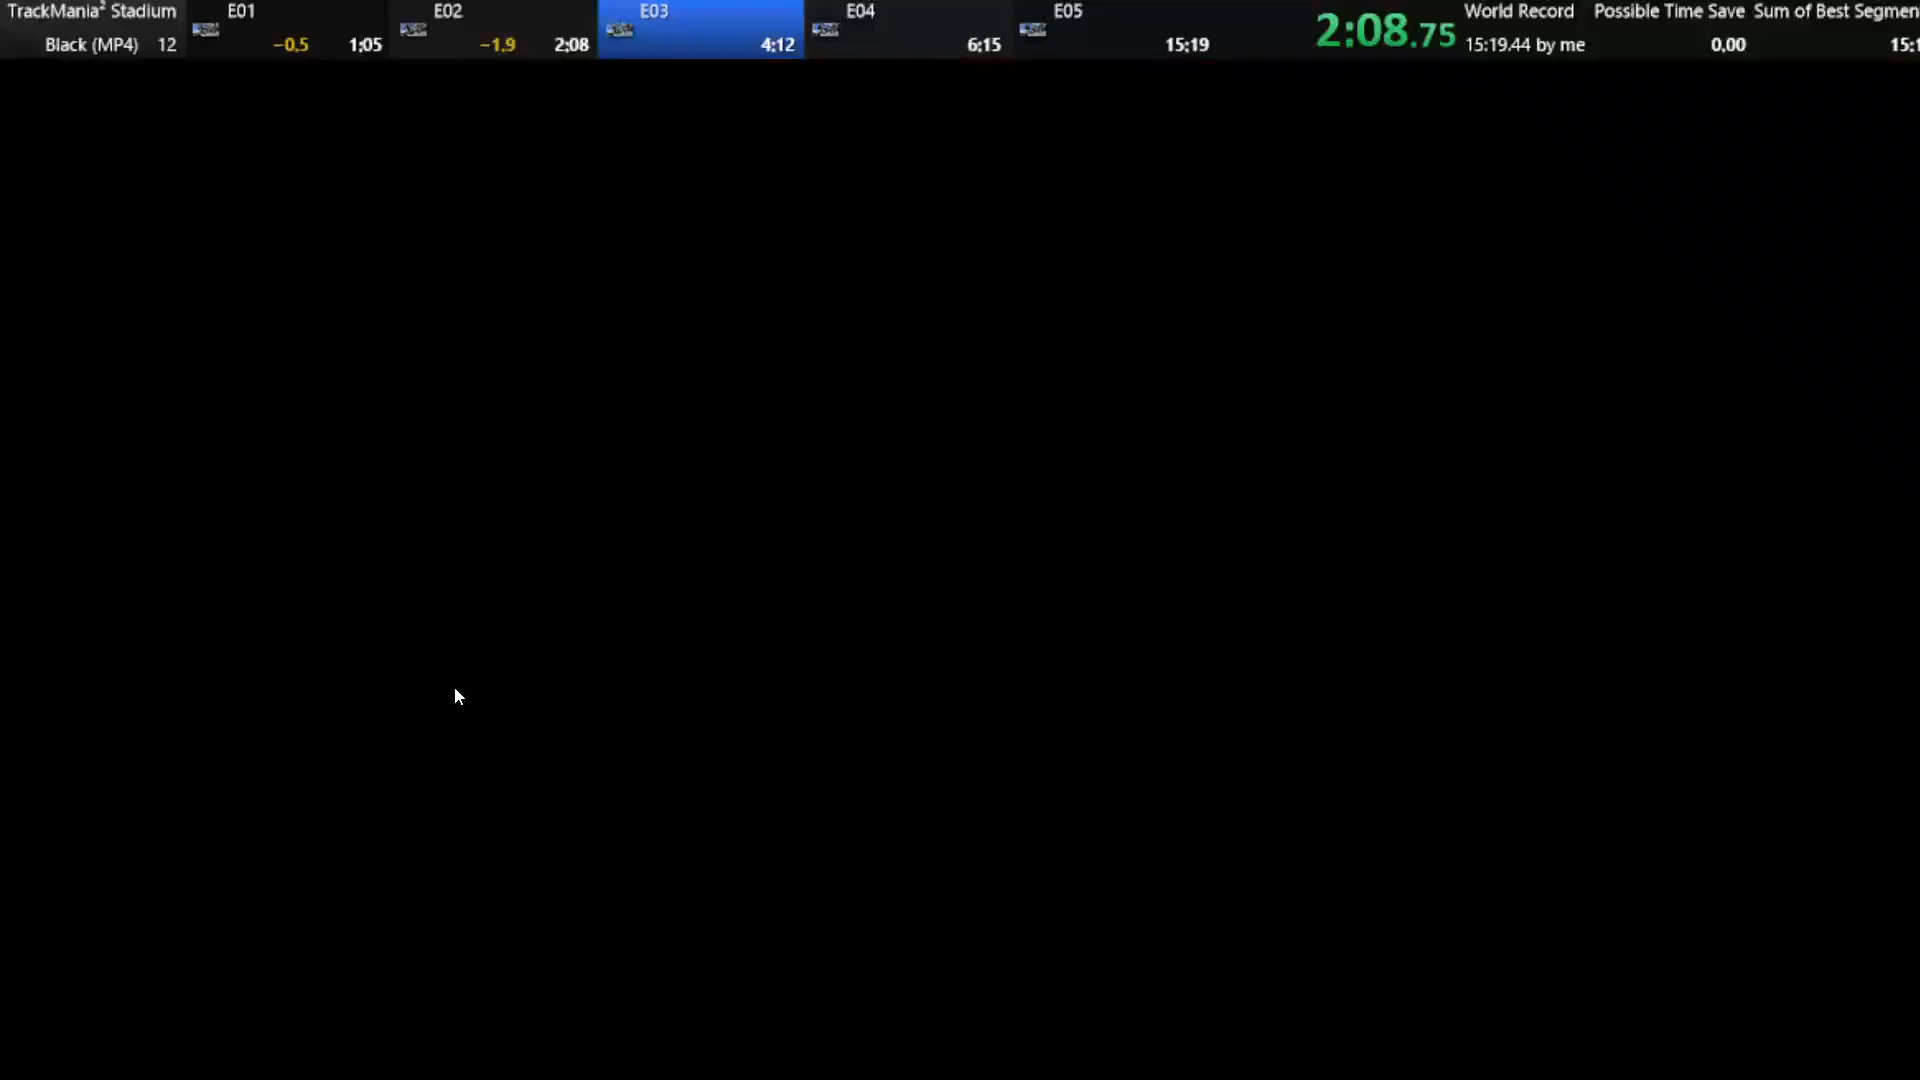 TrackMania² Stadium
Black (MP4) 12
E01
−0.5 1:05
E02
−1.9 2:08
E03
4:12
E04
6:15
E05
15:19
2:08.75
World Record
15:19.44 by me
Possible Time Save
0.00
Sum of Best Segmen
15:1